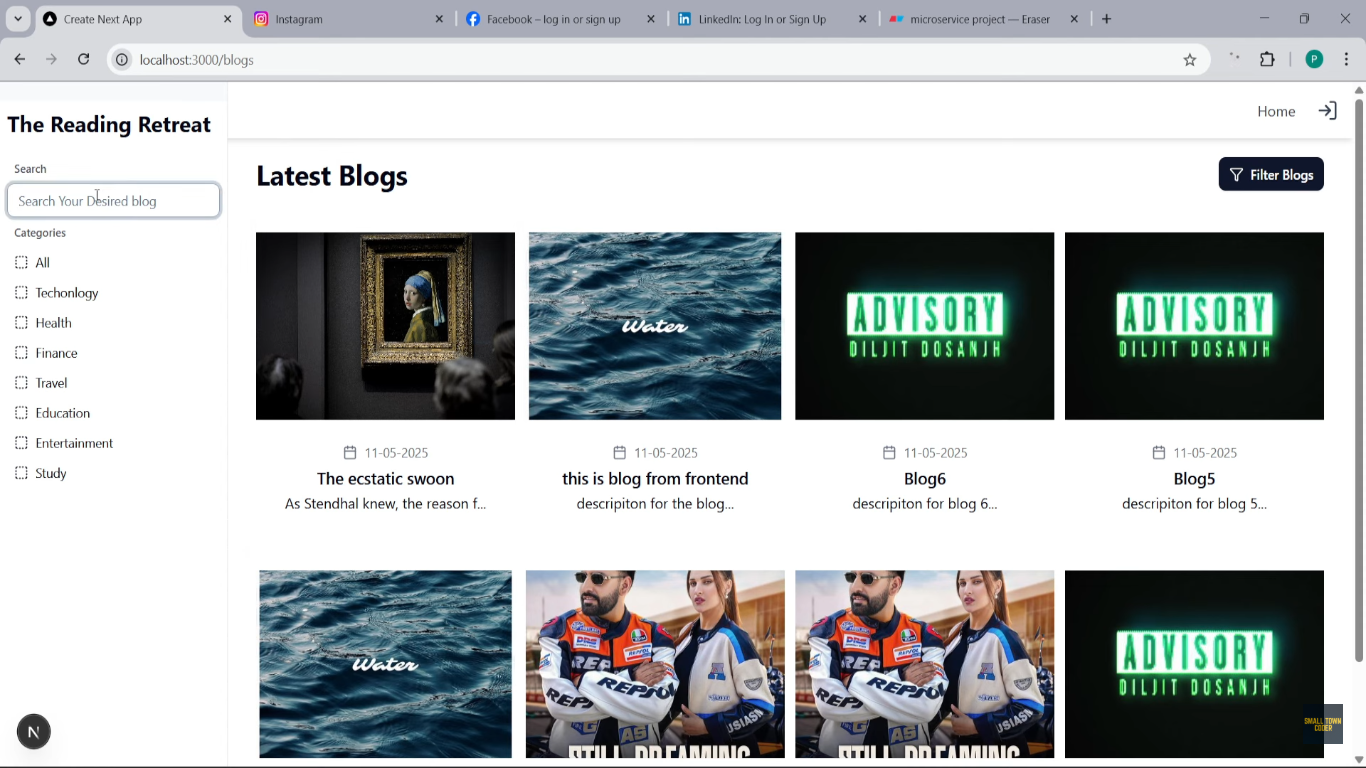 Create Next App
Instagram
Facebook – log in or sign up
LinkedIn: Log In or Sign Up
microservice project — Eraser
localhost:3000/blogs
P
The Reading Retreat
Home
Search
Search Your Desired blog
Latest Blogs
Filter Blogs
Categories
All
Techonlogy
Health
Finance
Travel
Education
Entertainment
Study
Water
ADVISORY
DILJIT DOSANJH
ADVISORY
DILJIT DOSANJH
11-05-2025
11-05-2025
11-05-2025
11-05-2025
The ecstatic swoon
this is blog from frontend
Blog6
Blog5
As Stendhal knew, the reason f...
descripiton for the blog...
descripiton for blog 6...
descripiton for blog 5...
Water
REPSOL
STILL DREAMING
REPSOL
STILL DREAMING
ADVISORY
DILJIT DOSANJH
N
SMALL TOWN
CODER